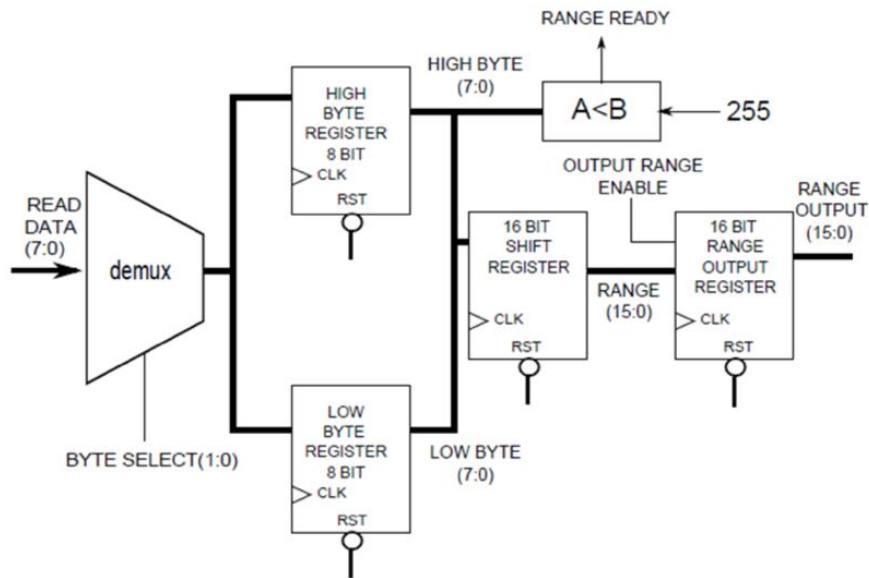 RANGE READY
HIGH BYTE
(7:0)
A<B
255
HIGH
BYTE
REGISTER
8 BIT
CLK
RST
OUTPUT RANGE
ENABLE
READ
DATA
(7:0)
demux
16 BIT
SHIFT
REGISTER
CLK
RST
RANGE
(15:0)
16 BIT
RANGE
OUTPUT
REGISTER
CLK
RST
RANGE
OUTPUT
(15:0)
BYTE SELECT(1:0)
LOW
BYTE
REGISTER
8 BIT
CLK
RST
LOW BYTE
(7:0)